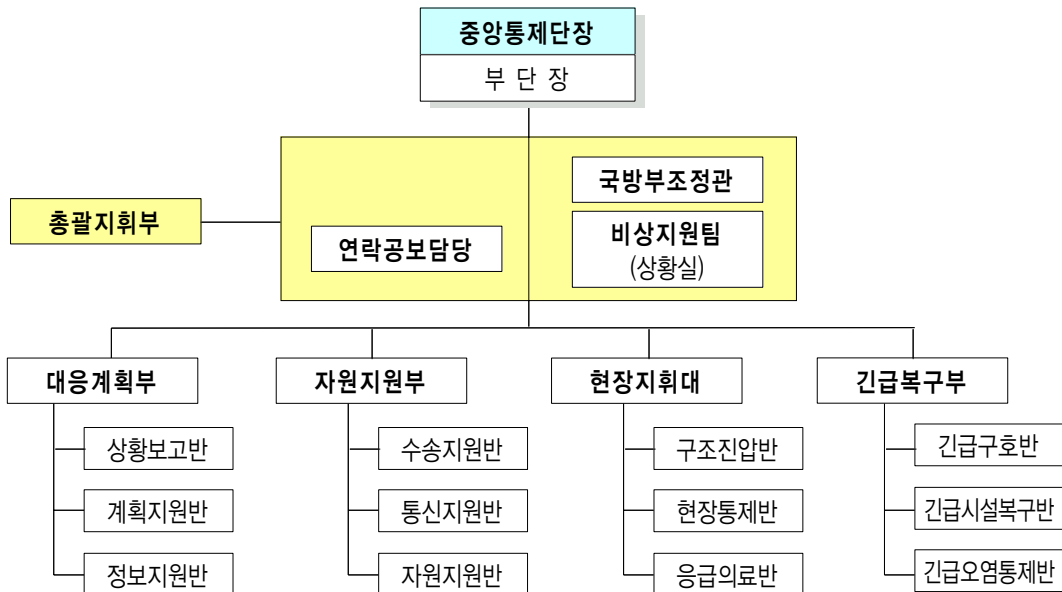 중앙통제단장
부 단 장
국방부조정관
총괄지휘부
연락공보담당
비상지원팀
(상황실)
대응계획부
자원지원부
현장지휘대
긴급복구부
상황보고반
수송지원반
구조진압반
긴급구호반
계획지원반
통신지원반
현장통제반
긴급시설복구반
정보지원반
자원지원반
응급의료반
긴급오염통제반